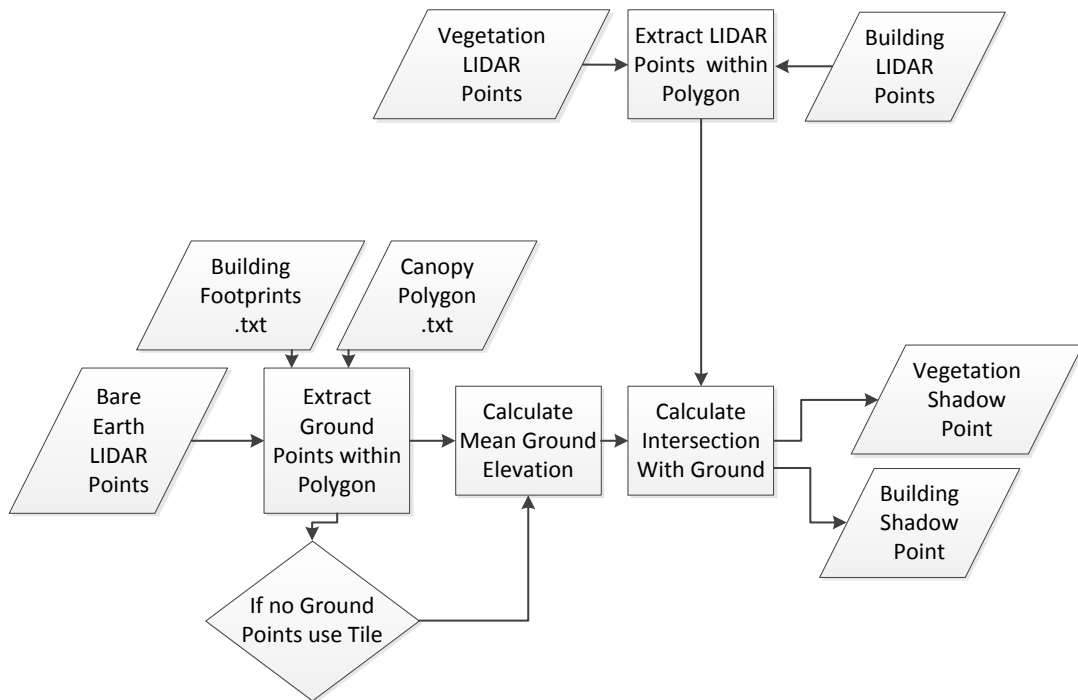 Vegetation
LIDAR
Points
Extract LIDAR
Points within
Polygon
Building
LIDAR
Points
Building
Footprints
.txt
Canopy
Polygon
.txt
Bare
Earth
LIDAR
Points
Extract
Ground
Points within
Polygon
Calculate
Mean Ground
Elevation
Calculate
Intersection
With Ground
Vegetation
Shadow
Point
Building
Shadow
Point
If no Ground
Points use Tile